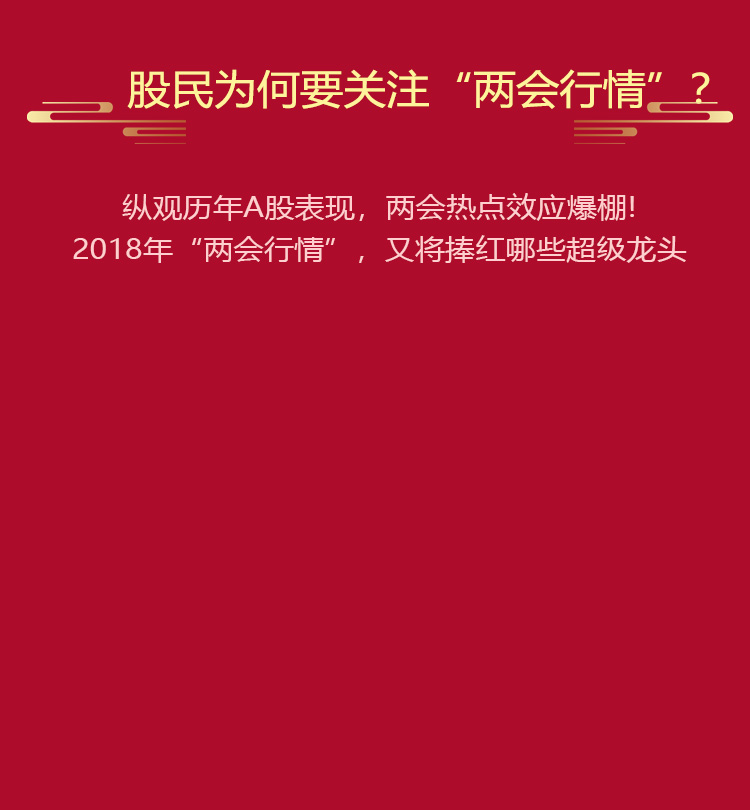 股民为何要关注“两会行情”？
纵观历年A股表现，两会热点效应爆棚!
2018年“两会行情”，又将捧红哪些超级龙头